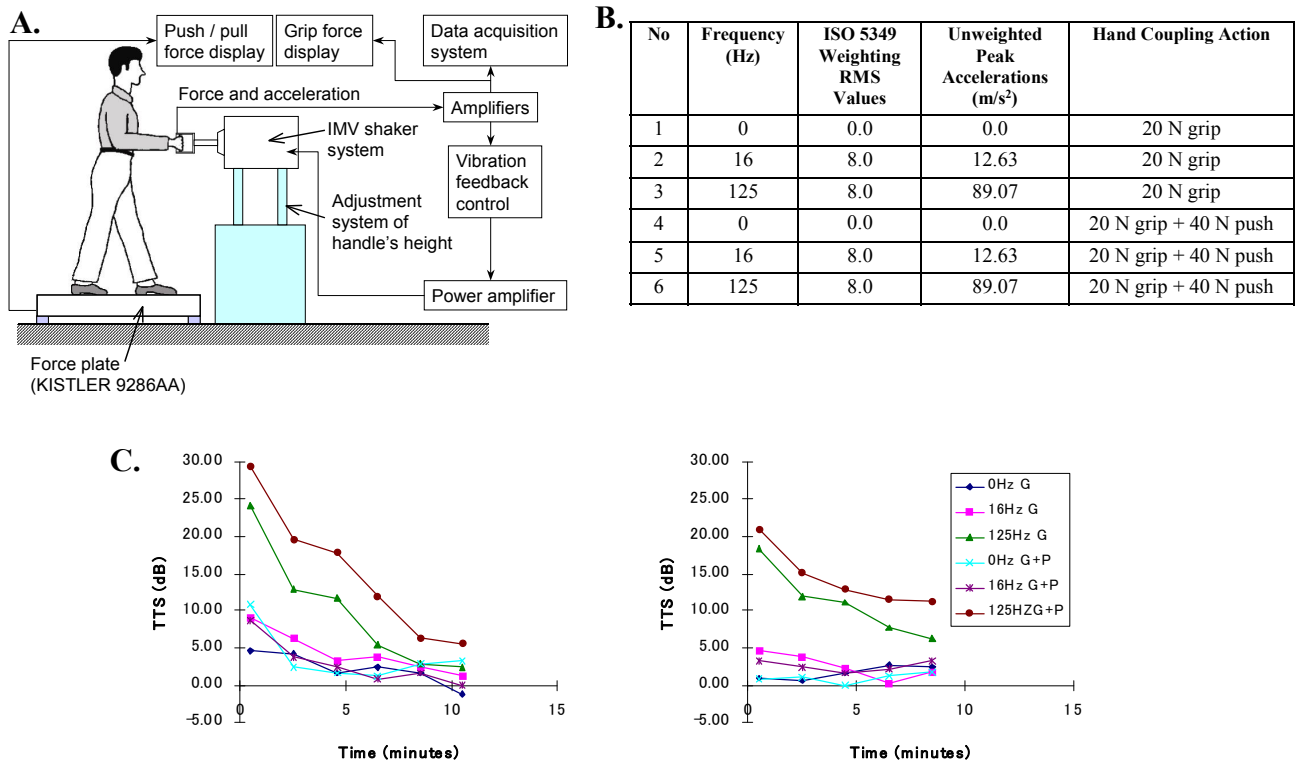 A.
Push / pull
force display
Grip force
display
Data acquisition
system
Force and acceleration
Amplifiers
IMV shaker
system
Vibration
feedback
control
Adjustment
system of
handle's height
Power amplifier
Force plate
(KISTLER 9286AA)
B.
No Frequency (Hz) ISO 5349 Weighting RMS Values Unweighted Peak Accelerations (m/s²) Hand Coupling Action
1 0 0.0 0.0 20 N grip
2 16 8.0 12.63 20 N grip
3 125 8.0 89.07 20 N grip
4 0 0.0 0.0 20 N grip + 40 N push
5 16 8.0 12.63 20 N grip + 40 N push
6 125 8.0 89.07 20 N grip + 40 N push
C.
TTS (dB)
30.00
25.00
20.00
15.00
10.00
5.00
0.00
-5.00
0 5 10 15
Time (minutes)
TTS (dB)
30.00
25.00
20.00
15.00
10.00
5.00
0.00
-5.00
0 5 10 15
Time (minutes)
0Hz G
16Hz G
125Hz G
0Hz G+P
16Hz G+P
125HZG+P